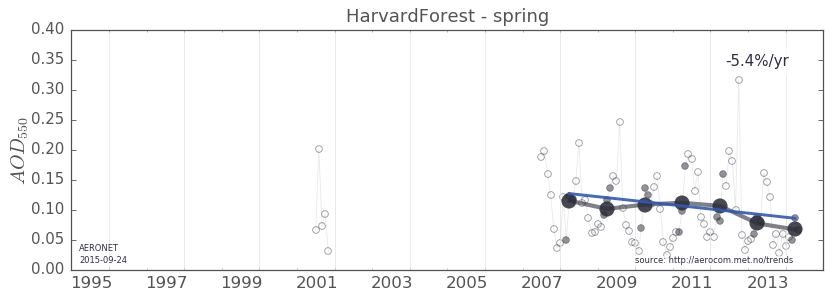 HarvardForest - spring
0.40
0.35
0.30
0.25
0.20
0.15
0.10
0.05
0.00
AOD550
-5.4%/yr
AERONET
2015-09-24
source: http://aerocom.met.no/trends
1995 1997 1999 2001 2003 2005 2007 2009 2011 2013